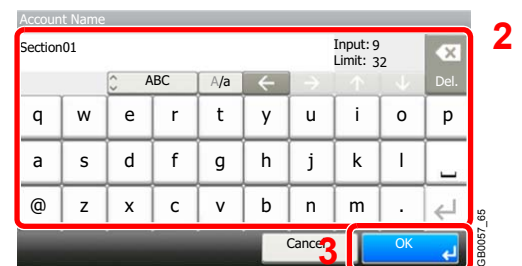 Account Name
2
Section01 Input: 9
Limit: 32
ABC A/a ← → ↑ ↓ Del.
q w e r t y u i o p
a s d f g h j k l
@ z x c v b n m .
Cancel 3 OK
GB0057_65